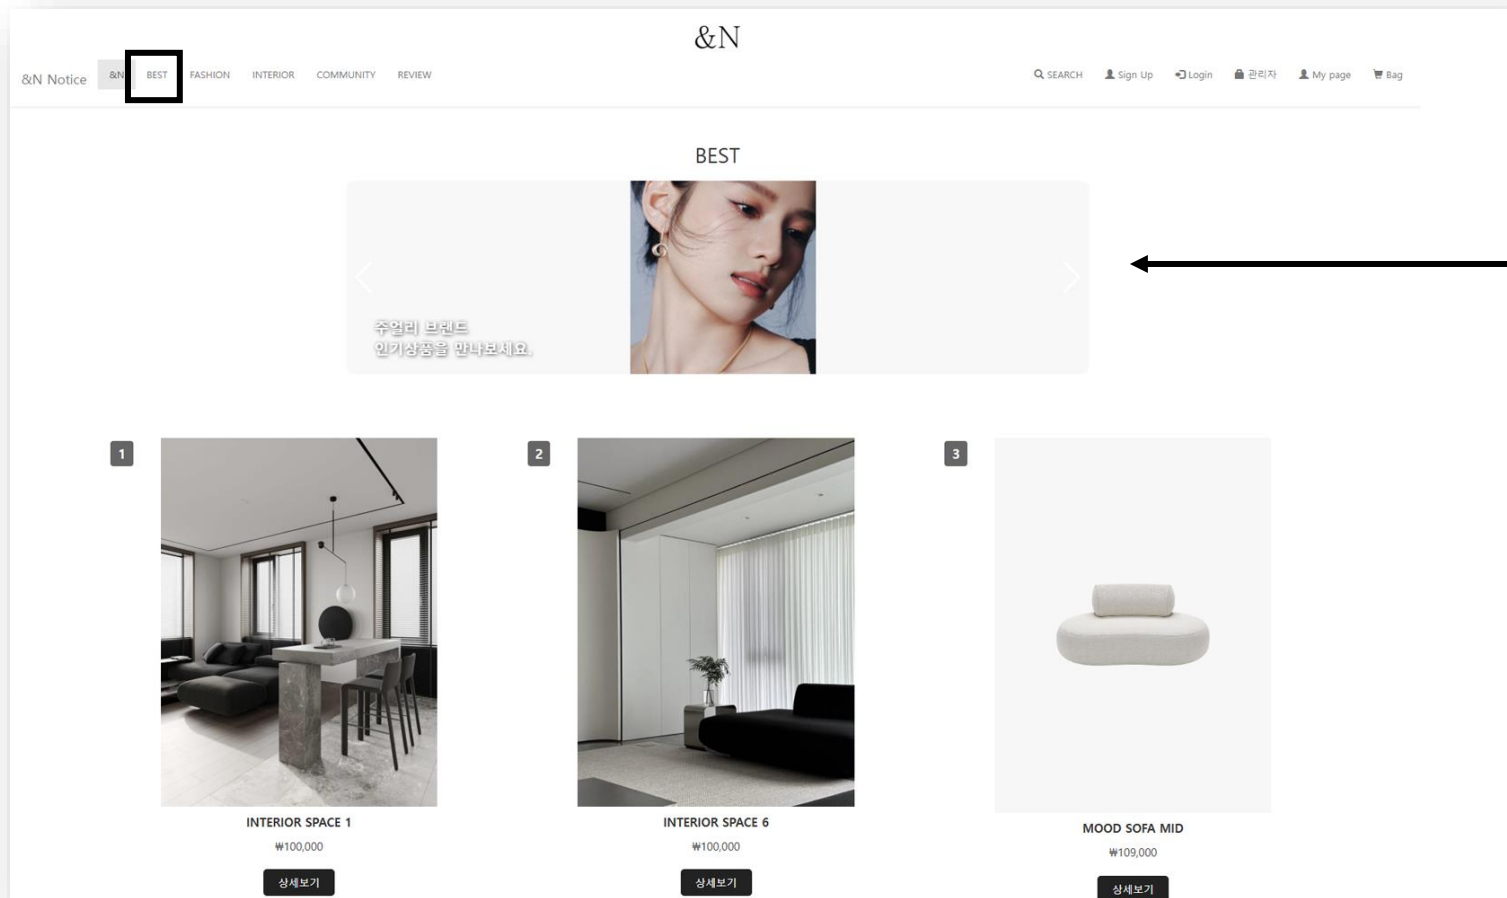 &N
&N Notice &N BEST FASHION INTERIOR COMMUNITY REVIEW SEARCH Sign Up Login 관리자 My page Bag
BEST
주얼리 브랜드
인기상품을 만나보세요.
1 2 3
INTERIOR SPACE 1 INTERIOR SPACE 6 MOOD SOFA MID
₩100,000 ₩100,000 ₩109,000
상세보기 상세보기 상세보기